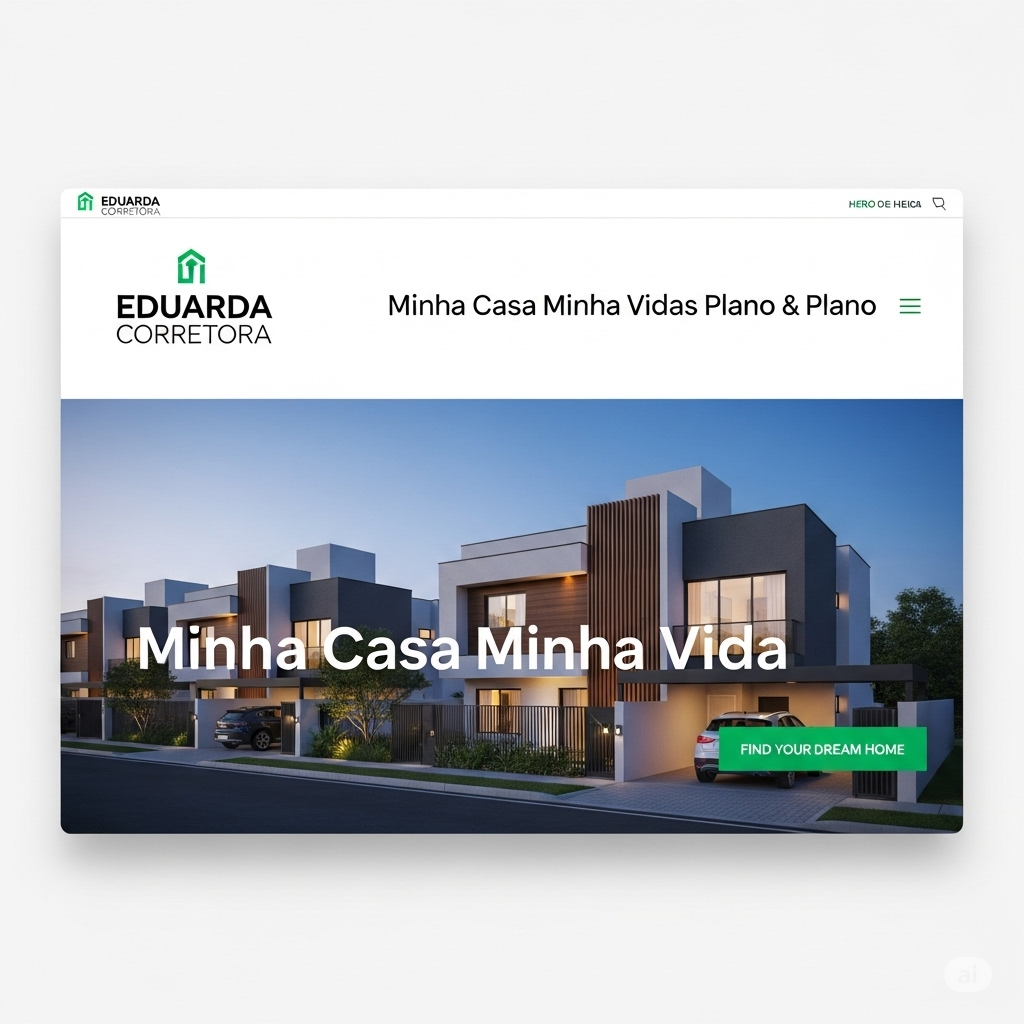 EDUARDA
CORRETORA
HERO OE HEICA
EDUARDA
CORRETORA
Minha Casa Minha Vidas Plano & Plano
Minha Casa Minha Vida
FIND YOUR DREAM HOME
ai